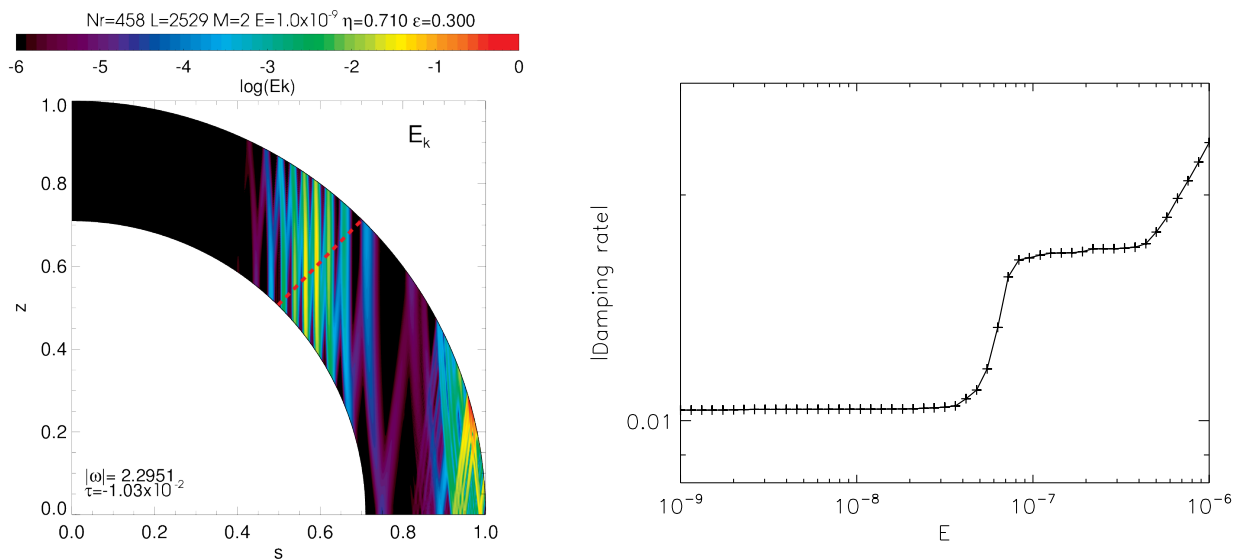 Nr=458 L=2529 M=2 E=1.0x10⁻⁹ η=0.710 ε=0.300
-6 -5 -4 -3 -2 -1 0
log(Ek)
1.0
0.8
0.6
0.4
0.2
0.0
z
E_k
|ω|= 2.2951
τ=-1.03x10⁻²
0.0 0.2 0.4 0.6 0.8 1.0
s
|Damping rate|
0.01
10⁻⁹ 10⁻⁸ 10⁻⁷ 10⁻⁶
E